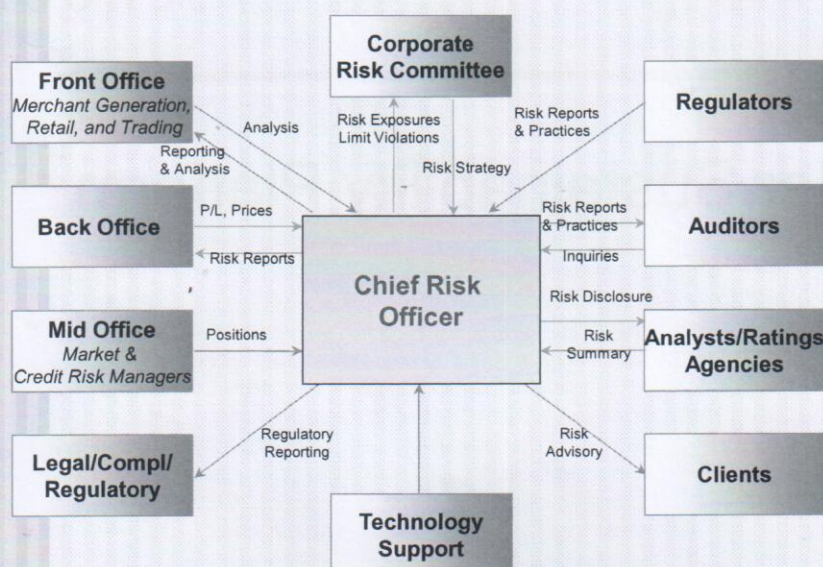 Corporate
Risk Committee
Front Office
Merchant Generation,
Retail, and Trading
Regulators
Analysis
Reporting
& Analysis
Risk Exposures
Limit Violations
Risk Strategy
Risk Reports
& Practices
Back Office
P/L, Prices
Risk Reports
Chief Risk
Officer
Risk Reports
& Practices
Inquiries
Auditors
Mid Office
Market &
Credit Risk Managers
Positions
Risk Disclosure
Risk
Summary
Analysts/Ratings
Agencies
Legal/Compl/
Regulatory
Regulatory
Reporting
Technology
Support
Risk
Advisory
Clients